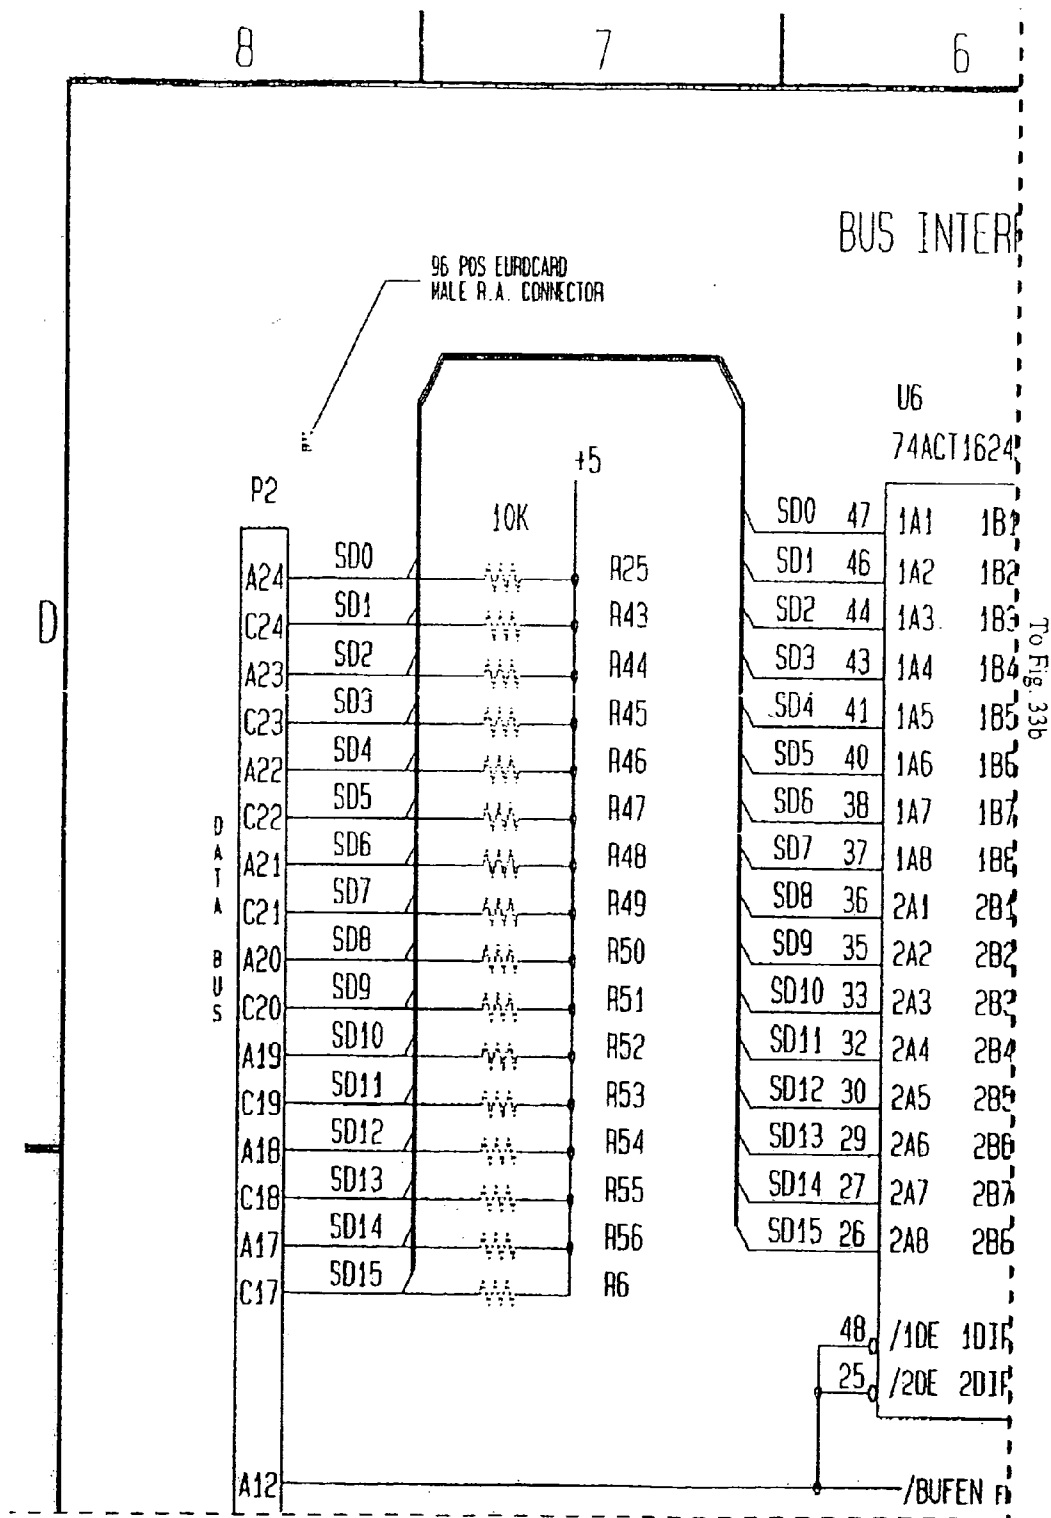 8 7 6
BUS INTERF
96 POS EUROCARD
MALE R.A. CONNECTOR
U6
74ACT1624
P2
10K
+5
D
DATA BUS
A24 SD0 R25
C24 SD1 R43
A23 SD2 R44
C23 SD3 R45
A22 SD4 R46
C22 SD5 R47
A21 SD6 R48
C21 SD7 R49
A20 SD8 R50
C20 SD9 R51
A19 SD10 R52
C19 SD11 R53
A18 SD12 R54
C18 SD13 R55
A17 SD14 R56
C17 SD15 R6
SD0 47 1A1 1B1
SD1 46 1A2 1B2
SD2 44 1A3 1B3
SD3 43 1A4 1B4
SD4 41 1A5 1B5
SD5 40 1A6 1B6
SD6 38 1A7 1B7
SD7 37 1A8 1B8
SD8 36 2A1 2B1
SD9 35 2A2 2B2
SD10 33 2A3 2B3
SD11 32 2A4 2B4
SD12 30 2A5 2B5
SD13 29 2A6 2B6
SD14 27 2A7 2B7
SD15 26 2A8 2B8
48 /1OE 1DIR
25 /2OE 2DIR
A12 /BUFEN
To Fig. 33b